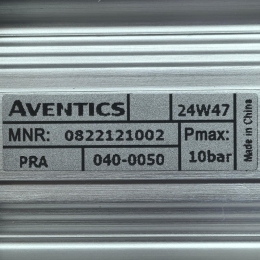 AVENTICS 24W47
MNR: 0822121002 Pmax:
PRA 040-0050 10bar
Made in China